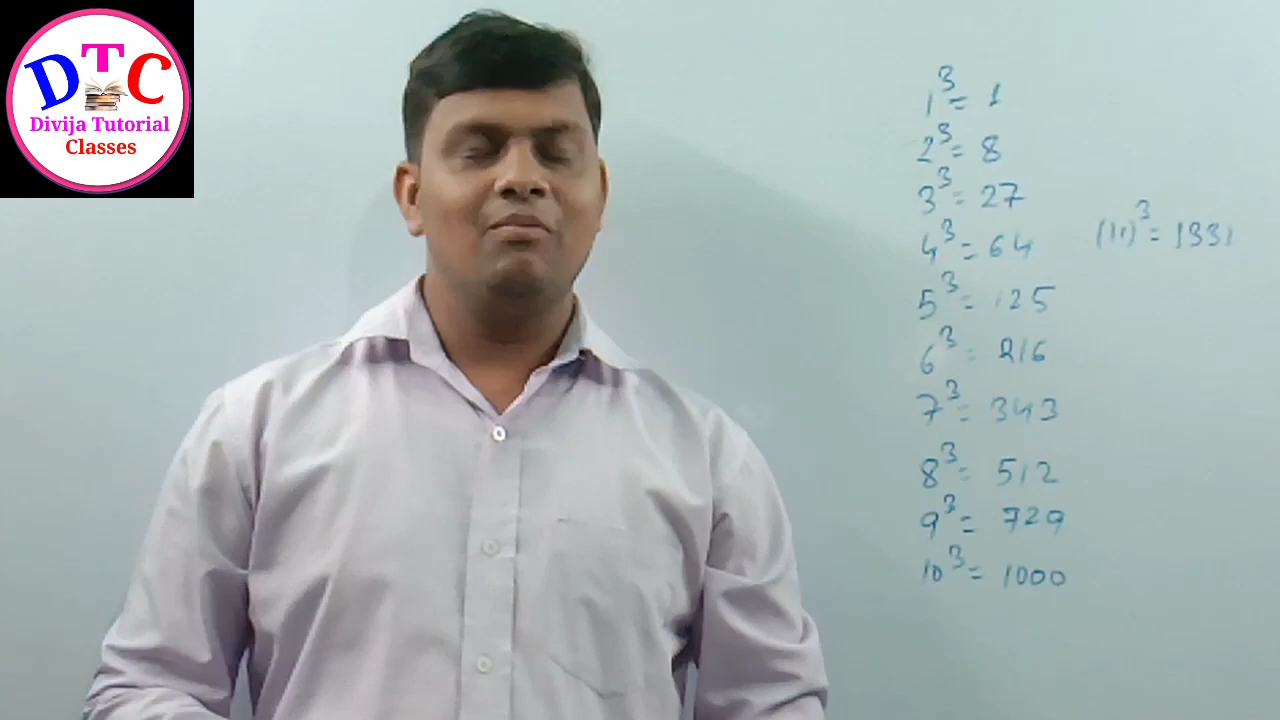 DTC
Divija Tutorial
Classes
1³ = 1
2³ = 8
3³ = 27
4³ = 64
5³ = 125
6³ = 216
7³ = 343
8³ = 512
9³ = 729
10³ = 1000
(11)³ = 1331